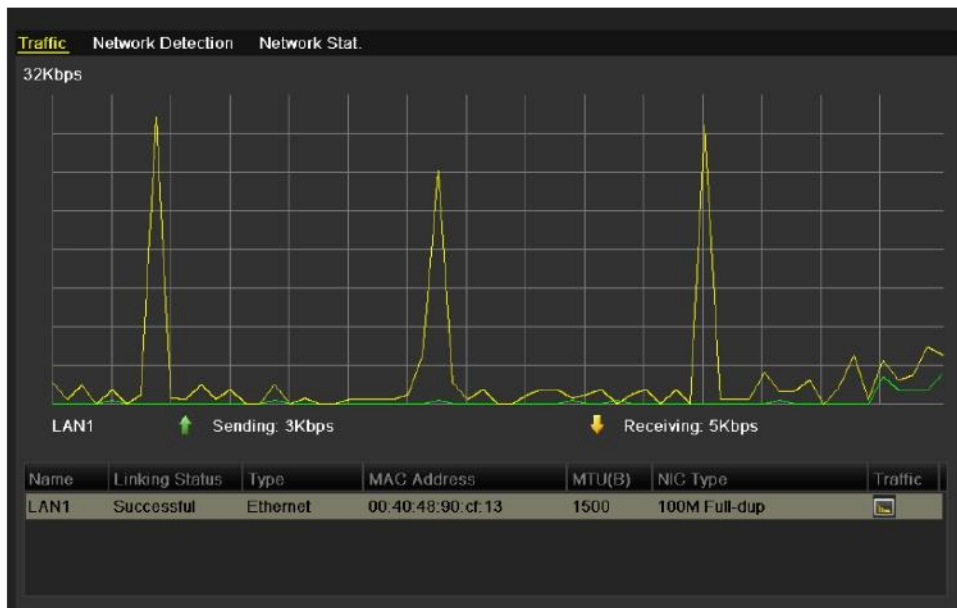 Traffic Network Detection Network Stat.
32Kbps
LAN1 Sending: 3Kbps Receiving: 5Kbps
Name Linking Status Type MAC Address MTU(B) NIC Type Traffic
LAN1 Successful Ethernet 00:40:48:90:cf:13 1500 100M Full-dup